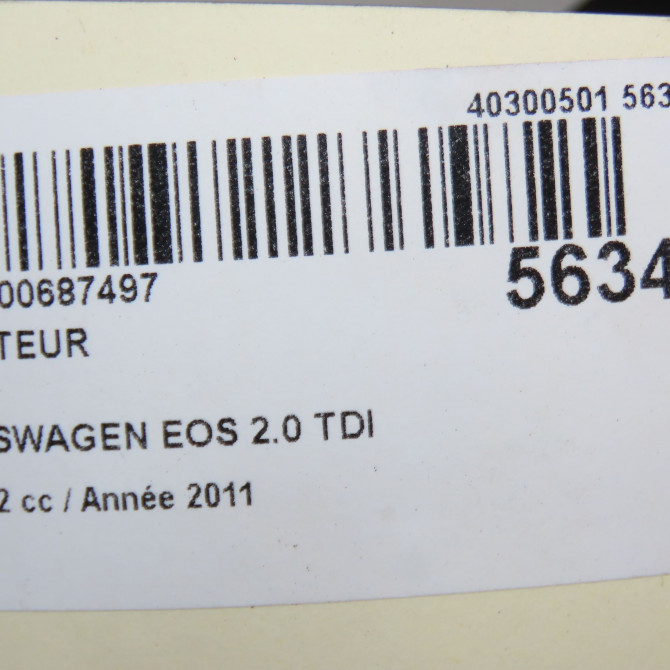 40300501 563
00687497
5634
TEUR
SWAGEN EOS 2.0 TDI
2 cc / Année 2011